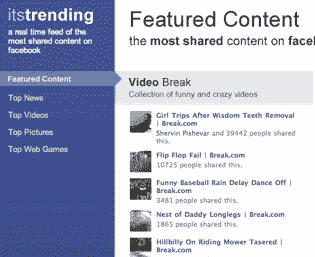 itstrending
a real time feed of the
most shared content on
facebook
Featured Content
Top News
Top Videos
Top Pictures
Top Web Games
Featured Content
the most shared content on face
Video Break
Collection of funny and crazy videos
Girl Trips After Wisdom Teeth Removal
| Break.com
Shervin Pishevar and 39442 people shared
this.
Flip Flop Fail | Break.com
10725 people shared this.
Funny Baseball Rain Delay Dance Off |
Break.com
3481 people shared this.
Nest of Daddy Longlegs | Break.com
1865 people shared this.
Hillbilly On Riding Mower Tasered |
Break.com